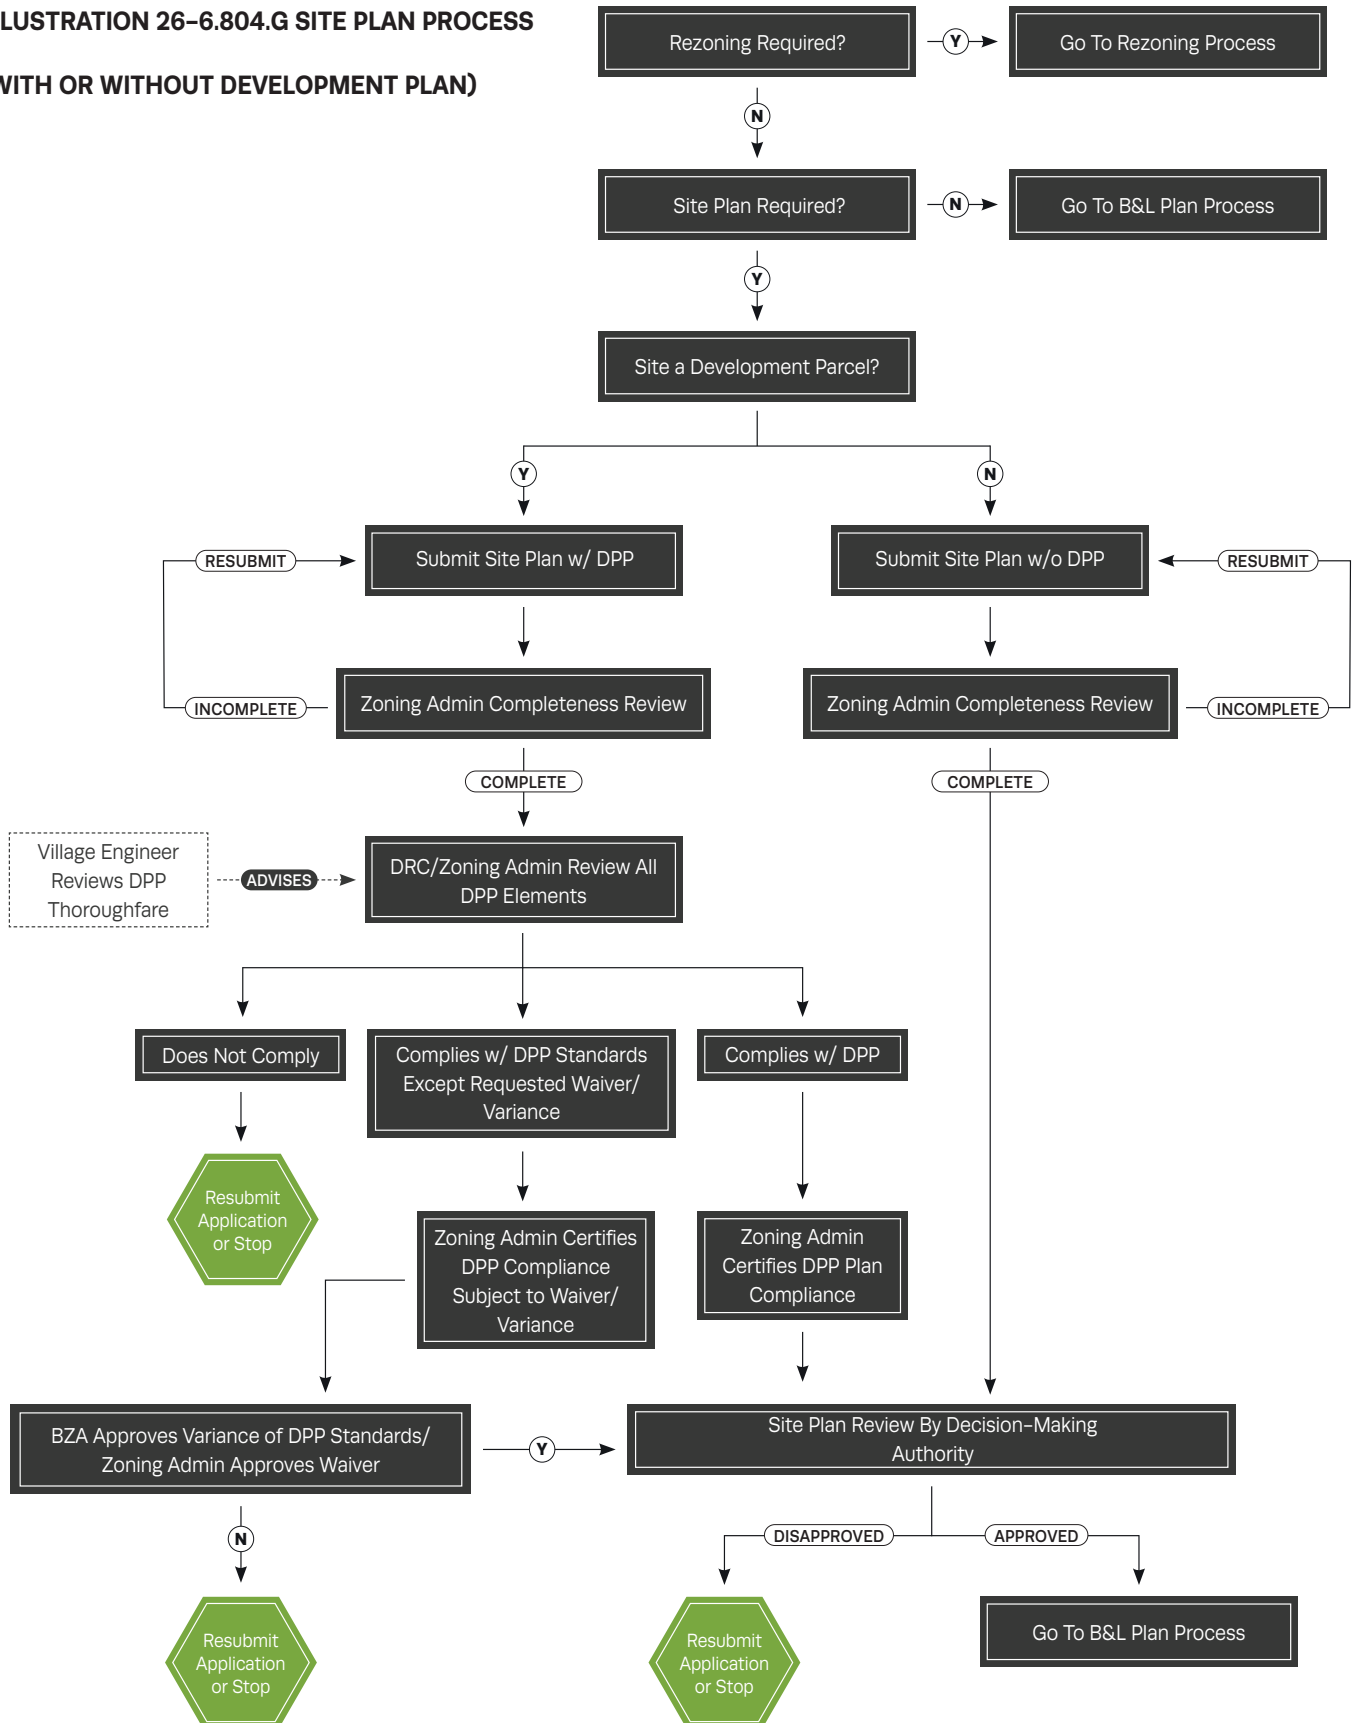 LUSTRATION 26–6.804.G SITE PLAN PROCESS
WITH OR WITHOUT DEVELOPMENT PLAN)
Rezoning Required?
Y
Go To Rezoning Process
N
Site Plan Required?
N
Go To B&L Plan Process
Y
Site a Development Parcel?
Y
N
Submit Site Plan w/ DPP
RESUBMIT
Submit Site Plan w/o DPP
RESUBMIT
Zoning Admin Completeness Review
INCOMPLETE
Zoning Admin Completeness Review
INCOMPLETE
COMPLETE
COMPLETE
Village Engineer
Reviews DPP
Thoroughfare
ADVISES
DRC/Zoning Admin Review All
DPP Elements
Does Not Comply
Complies w/ DPP Standards
Except Requested Waiver/
Variance
Complies w/ DPP
Resubmit
Application
or Stop
Zoning Admin Certifies
DPP Compliance
Subject to Waiver/
Variance
Zoning Admin
Certifies DPP Plan
Compliance
BZA Approves Variance of DPP Standards/
Zoning Admin Approves Waiver
Y
Site Plan Review By Decision–Making
Authority
N
DISAPPROVED
APPROVED
Resubmit
Application
or Stop
Resubmit
Application
or Stop
Go To B&L Plan Process